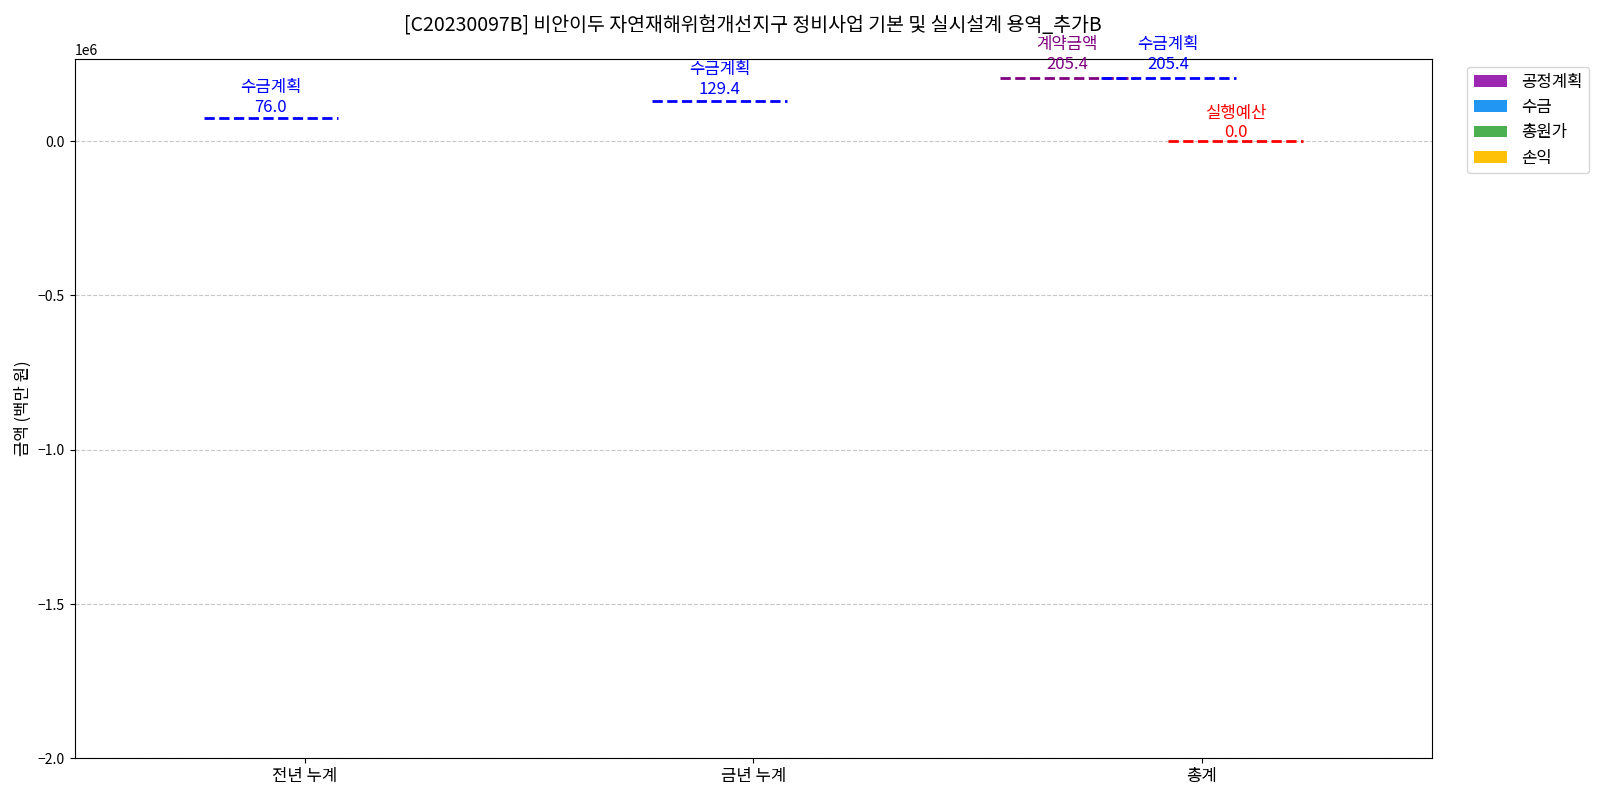 [C20230097B] 비안이두 자연재해위험개선지구 정비사업 기본 및 실시설계 용역_추가B
1e6
수금계획
76.0
수금계획
129.4
계약금액
205.4
수금계획
205.4
실행예산
0.0
공정계획
수금
총원가
손익
금액 (백만 원)
0.0
−0.5
−1.0
−1.5
−2.0
전년 누계
금년 누계
총계